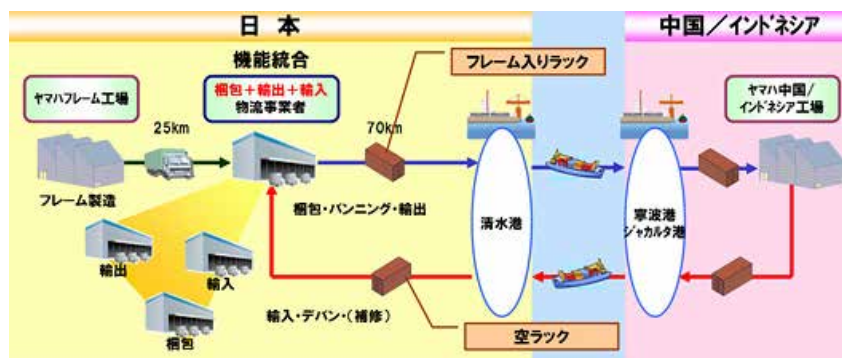 日 本
中国／インドネシア
機能統合
フレーム入りラック
ヤマハフレーム工場
梱包＋輸出＋輸入
物流事業者
ヤマハ中国/
インドネシア工場
25km
70km
フレーム製造
梱包・バンニング・輸出
清水港
寧波港
ジャカルタ港
輸出
輸入
梱包
輸入・デバン・(補修)
空ラック